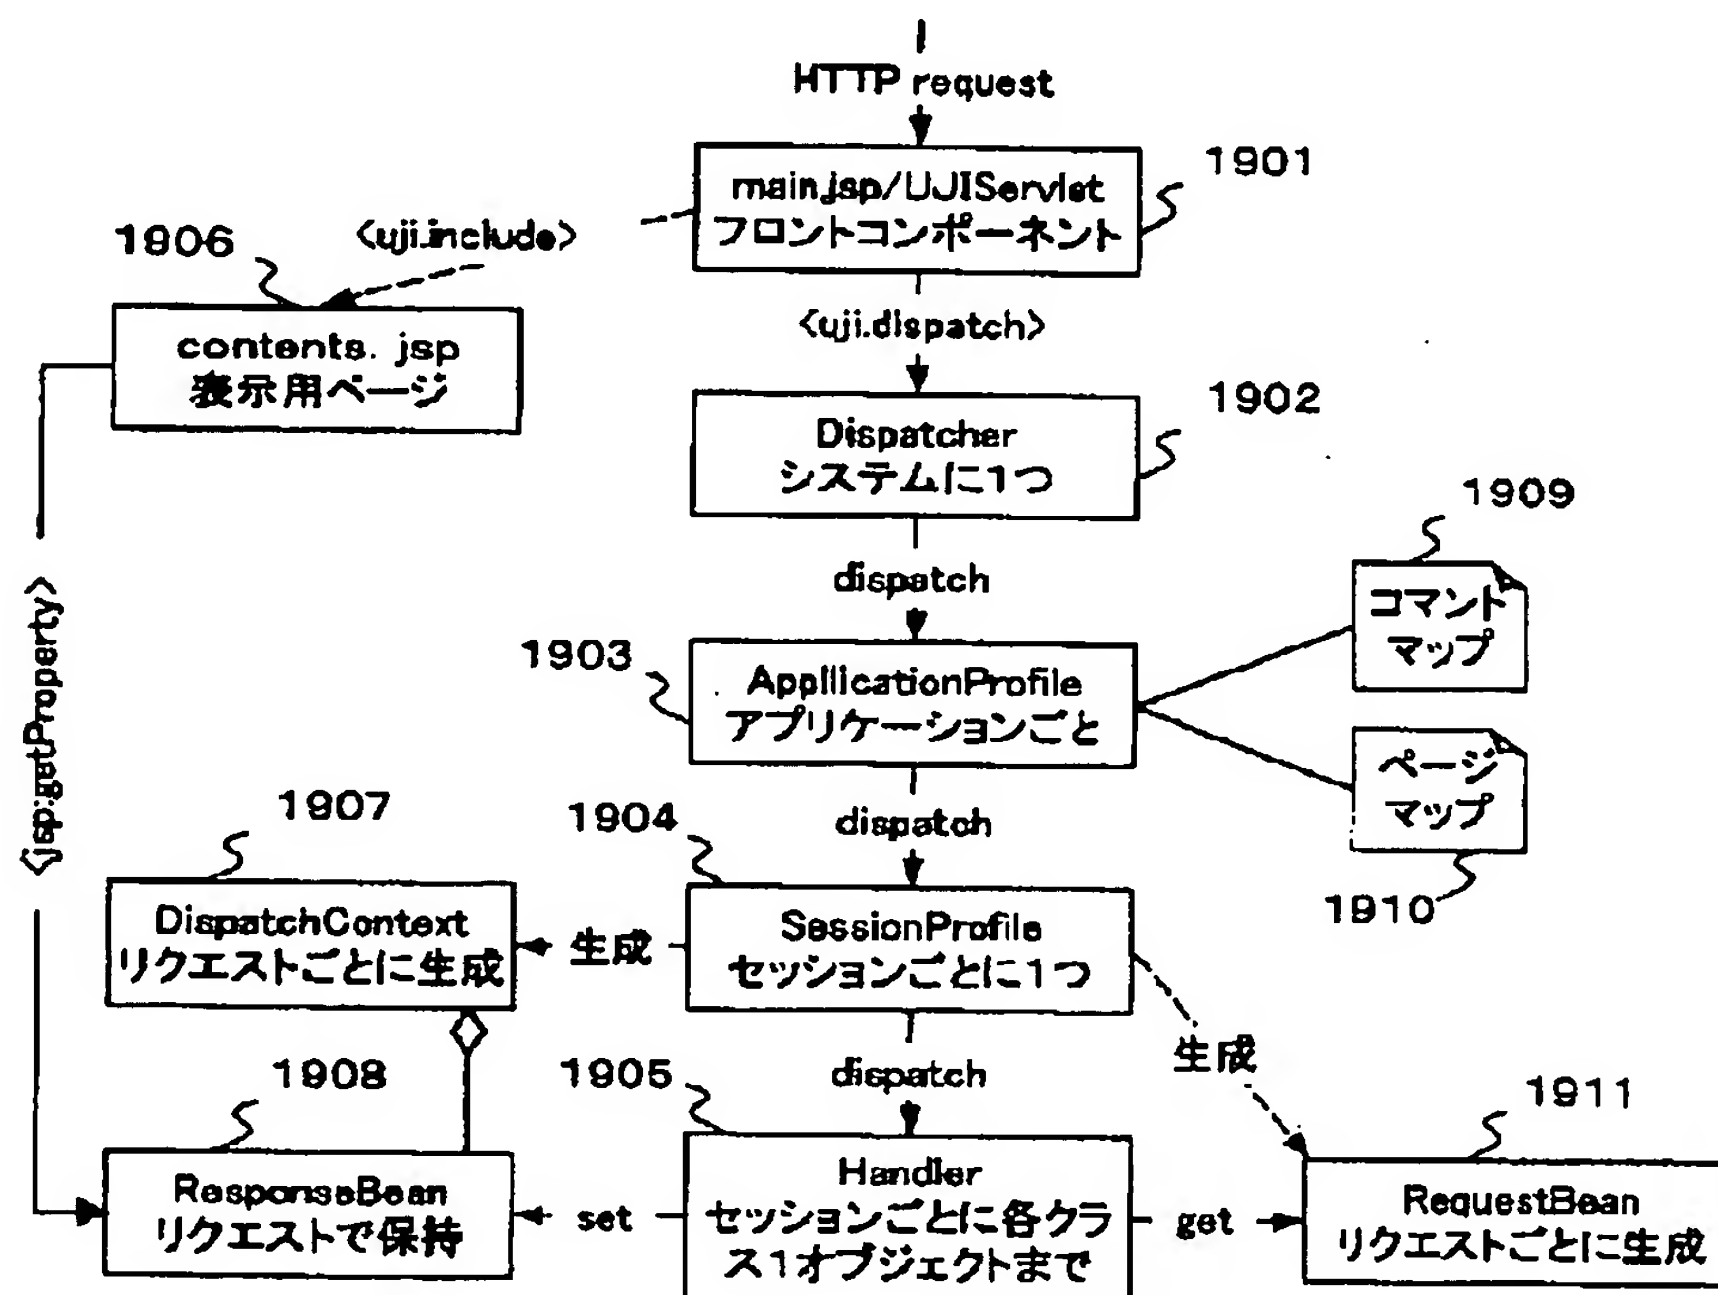 HTTP request
1901
main.jsp/UJIServlet
フロントコンポーネント
1906
<uji.include>
contents. jsp
表示用ページ
<uji.dispatch>
1902
Dispatcher
システムに1つ
1909
コマンド
マップ
dispatch
1903
AppllicationProfile
アプリケーションごと
ページ
マップ
1910
<jsp:getProperty>
dispatch
1907
1904
DispatchContext
リクエストごとに生成
生成
SessionProfile
セッションごとに1つ
生成
dispatch
1908
1905
1911
ResponseBean
リクエストで保持
set
Handler
セッションごとに各クラ
ス1オブジェクトまで
get
RequestBean
リクエストごとに生成